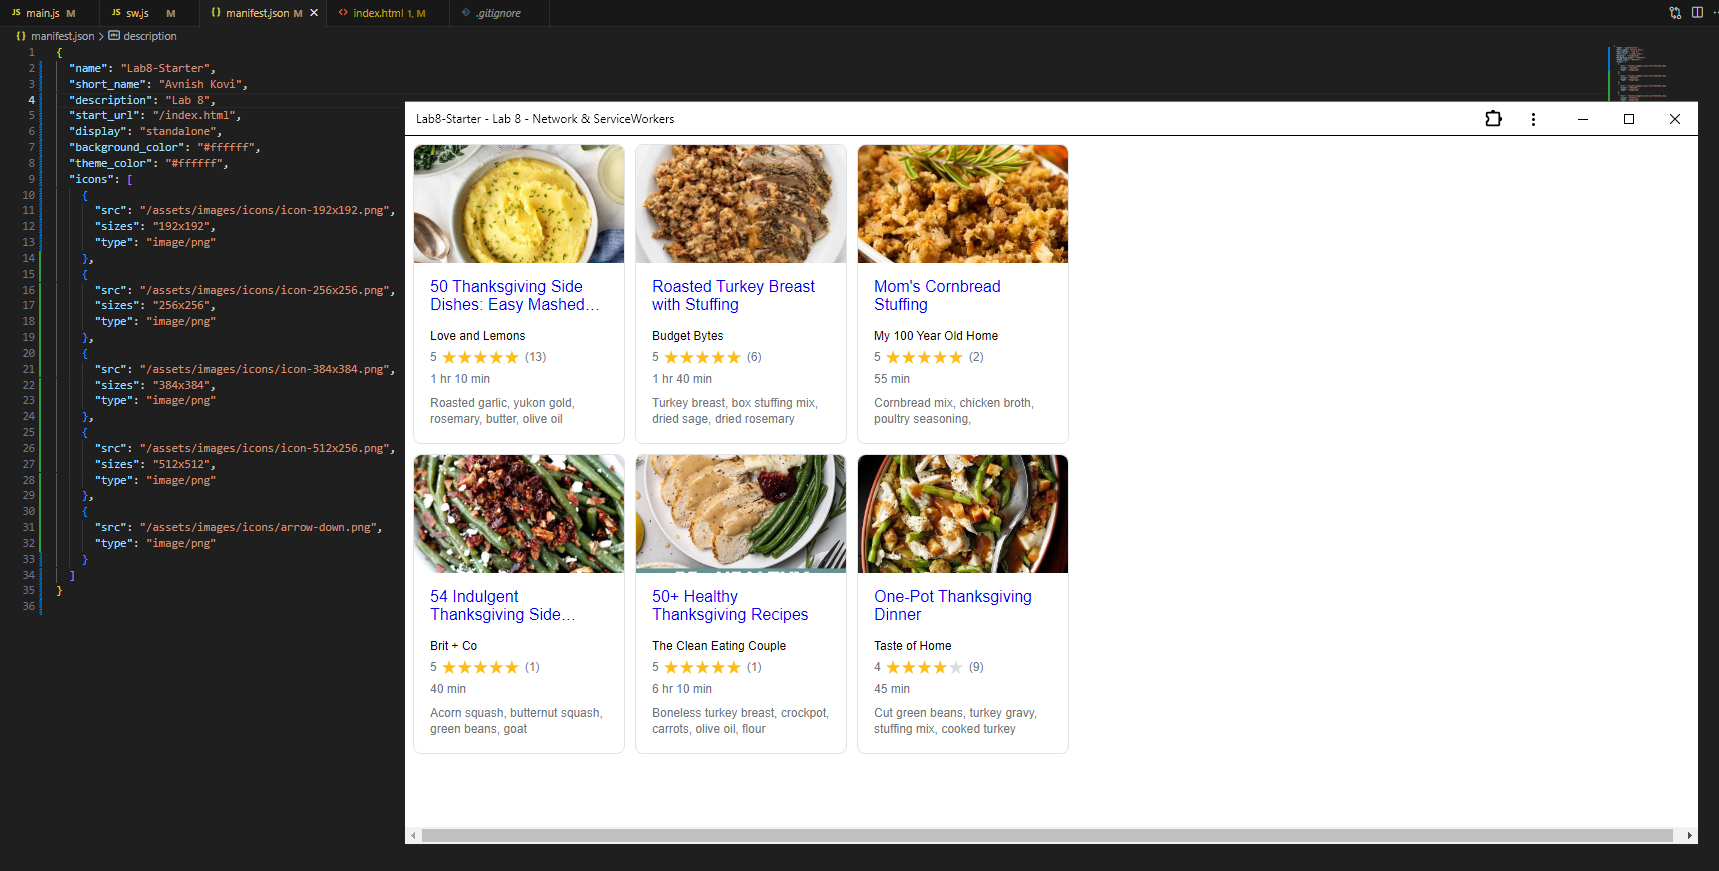 JS main.js M
JS sw.js M
{} manifest.json M
<> index.html 1, M
.gitignore
{} manifest.json > description
1 {
2 "name": "Lab8-Starter",
3 "short_name": "Avnish Kovi",
4 "description": "Lab 8",
5 "start_url": "/index.html",
6 "display": "standalone",
7 "background_color": "#ffffff",
8 "theme_color": "#ffffff",
9 "icons": [
10 {
11 "src": "/assets/images/icons/icon-192x192.png",
12 "sizes": "192x192",
13 "type": "image/png"
14 },
15 {
16 "src": "/assets/images/icons/icon-256x256.png",
17 "sizes": "256x256",
18 "type": "image/png"
19 },
20 {
21 "src": "/assets/images/icons/icon-384x384.png",
22 "sizes": "384x384",
23 "type": "image/png"
24 },
25 {
26 "src": "/assets/images/icons/icon-512x256.png",
27 "sizes": "512x512",
28 "type": "image/png"
29 },
30 {
31 "src": "/assets/images/icons/arrow-down.png",
32 "type": "image/png"
33 }
34 ]
35 }
36
Lab8-Starter - Lab 8 - Network & ServiceWorkers
50 Thanksgiving Side
Dishes: Easy Mashed…
Love and Lemons
5 ★★★★★ (13)
1 hr 10 min
Roasted garlic, yukon gold,
rosemary, butter, olive oil
Roasted Turkey Breast
with Stuffing
Budget Bytes
5 ★★★★★ (6)
1 hr 40 min
Turkey breast, box stuffing mix,
dried sage, dried rosemary
Mom's Cornbread
Stuffing
My 100 Year Old Home
5 ★★★★★ (2)
55 min
Cornbread mix, chicken broth,
poultry seasoning,
54 Indulgent
Thanksgiving Side…
Brit + Co
5 ★★★★★ (1)
40 min
Acorn squash, butternut squash,
green beans, goat
50+ Healthy
Thanksgiving Recipes
The Clean Eating Couple
5 ★★★★★ (1)
6 hr 10 min
Boneless turkey breast, crockpot,
carrots, olive oil, flour
One-Pot Thanksgiving
Dinner
Taste of Home
4 ★★★★★ (9)
45 min
Cut green beans, turkey gravy,
stuffing mix, cooked turkey